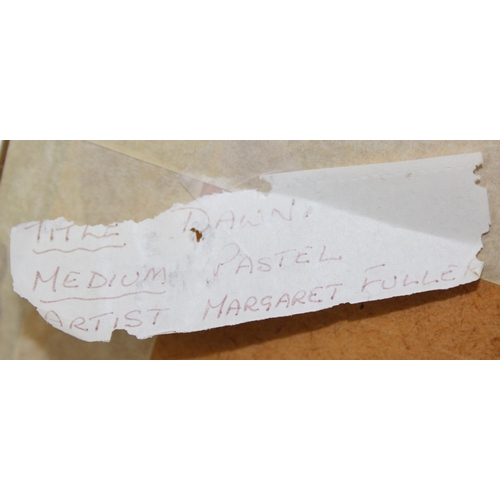 TITLE DAWN.
MEDIUM PASTEL
ARTIST MARGARET FULLER